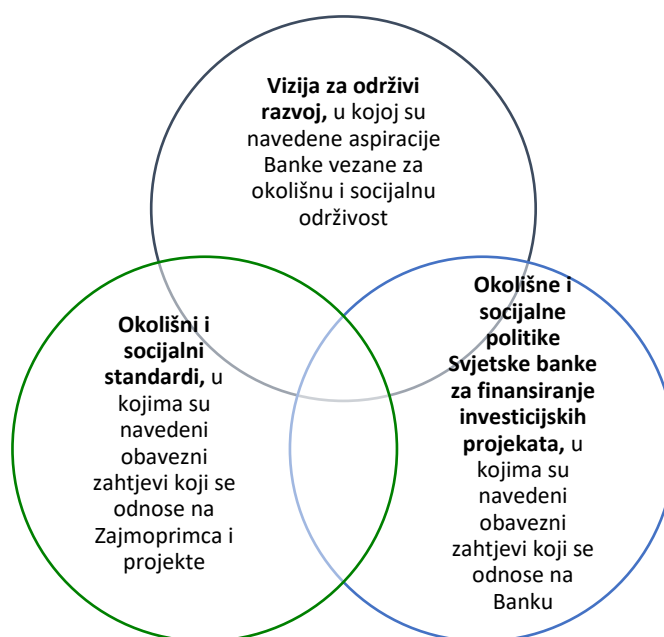 Vizija za održivi
razvoj, u kojoj su
navedene aspiracije
Banke vezane za
okolišnu i socijalnu
održivost
Okolišni i
socijalni
standardi, u
kojima su
navedeni
obavezni
zahtjevi koji se
odnose na
Zajmoprimca i
projekte
Okolišne i
socijalne
politike
Svjetske banke
za finansiranje
investicijskih
projekata, u
kojima su
navedeni
obavezni
zahtjevi koji se
odnose na
Banku